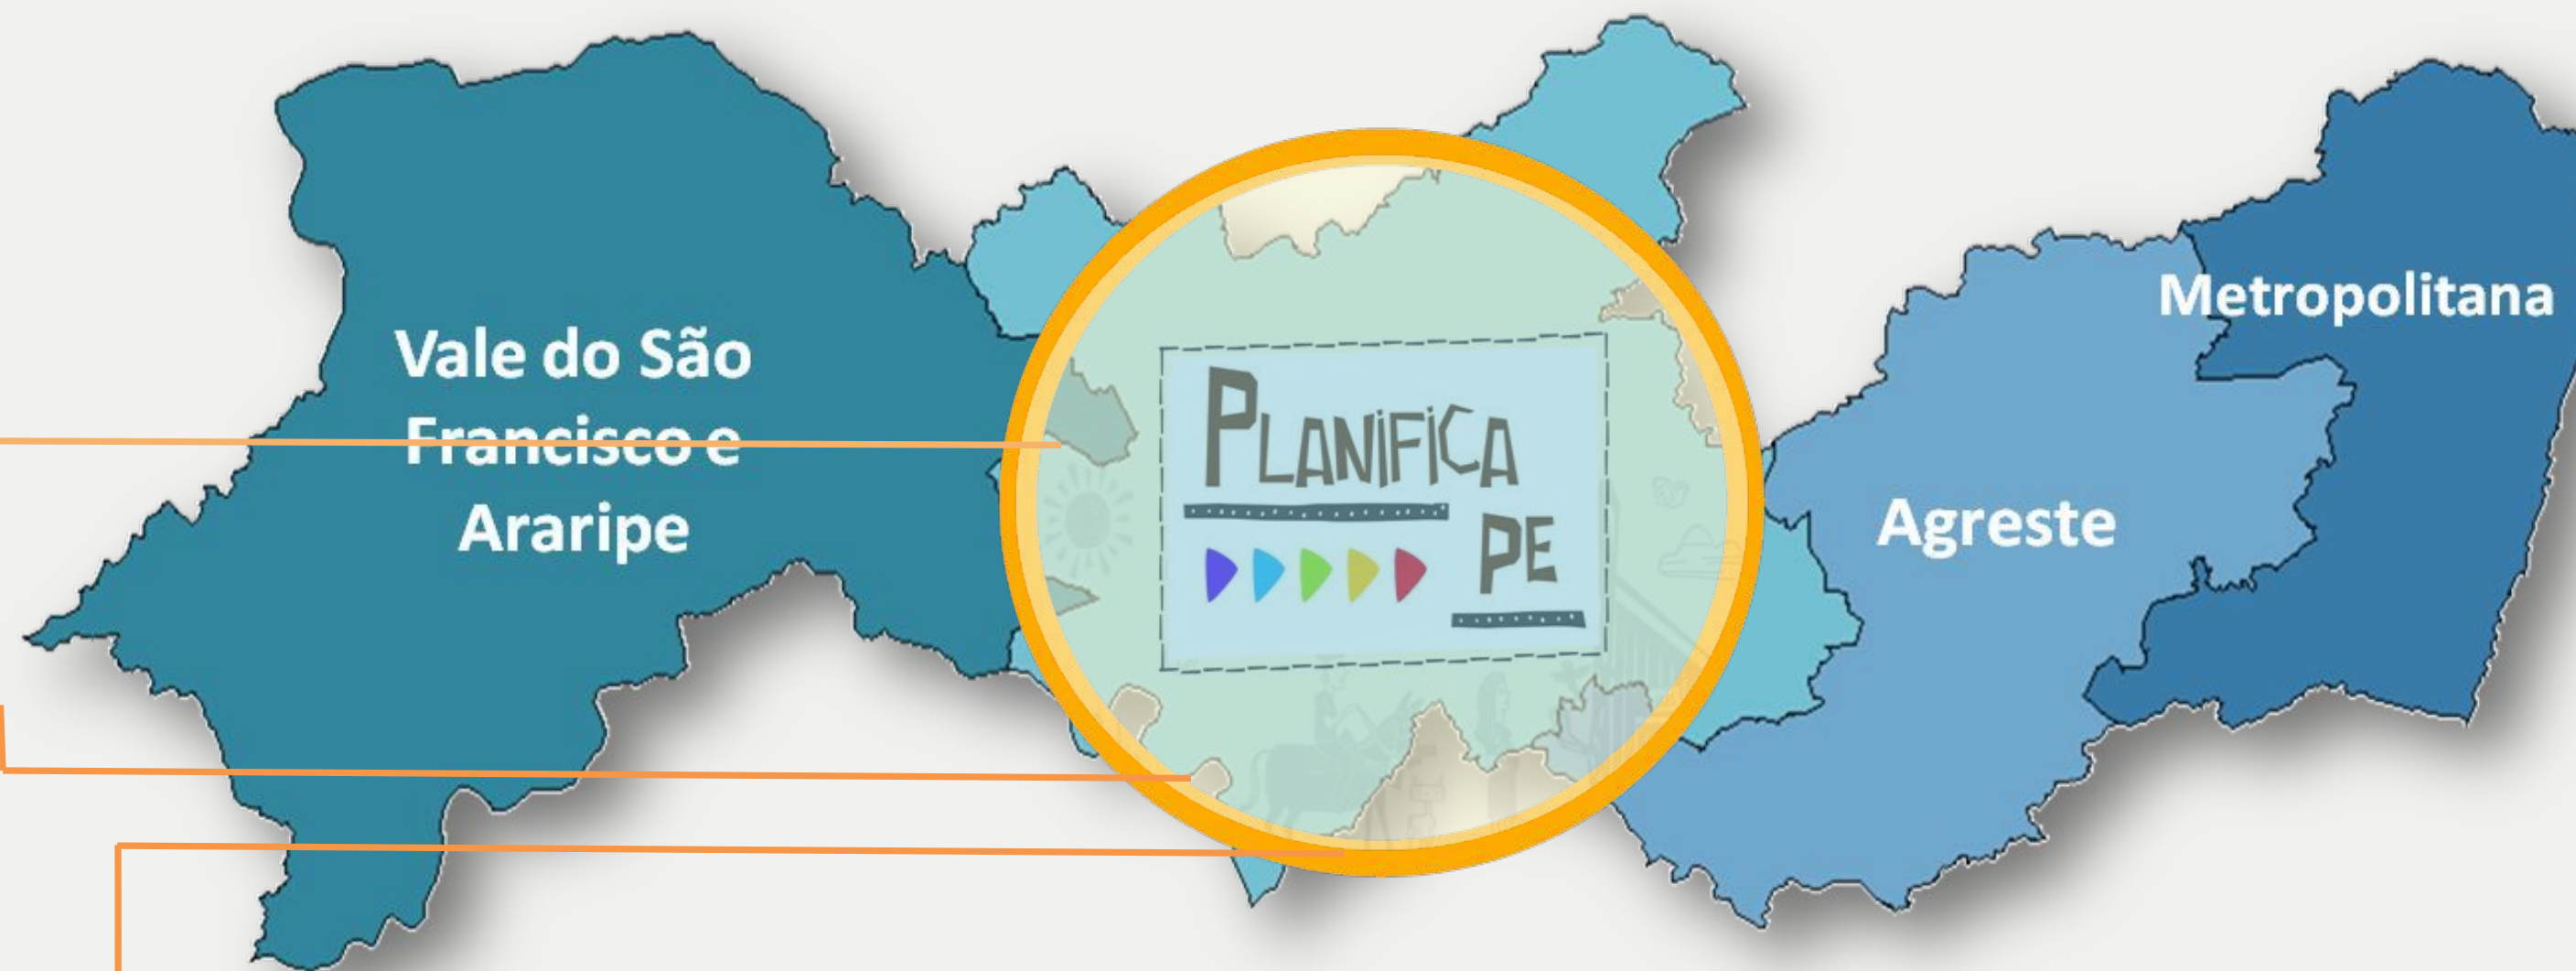 Vale do São
Francisco e
Araripe
PLANIFICA
PE
Agreste
Metropolitana